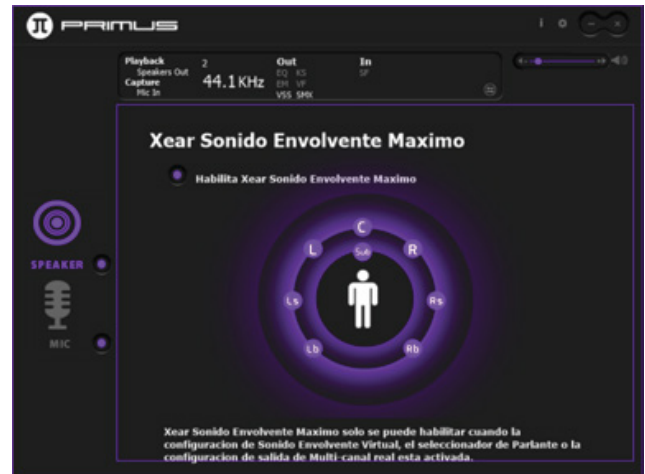 PRIMUS
Playback 2 Out In
Speakers Out EQ KS SF
Capture 44.1KHz EM VF
Mic In VSS SMX
Xear Sonido Envolvente Maximo
Habilita Xear Sonido Envolvente Maximo
C
L Sub R
Ls Rs
Lb Rb
SPEAKER
MIC
Xear Sonido Envolvente Maximo solo se puede habilitar cuando la
configuracion de Sonido Envolvente Virtual, el seleccionador de Parlante o la
configuracion de salida de Multi-canal real esta activada.